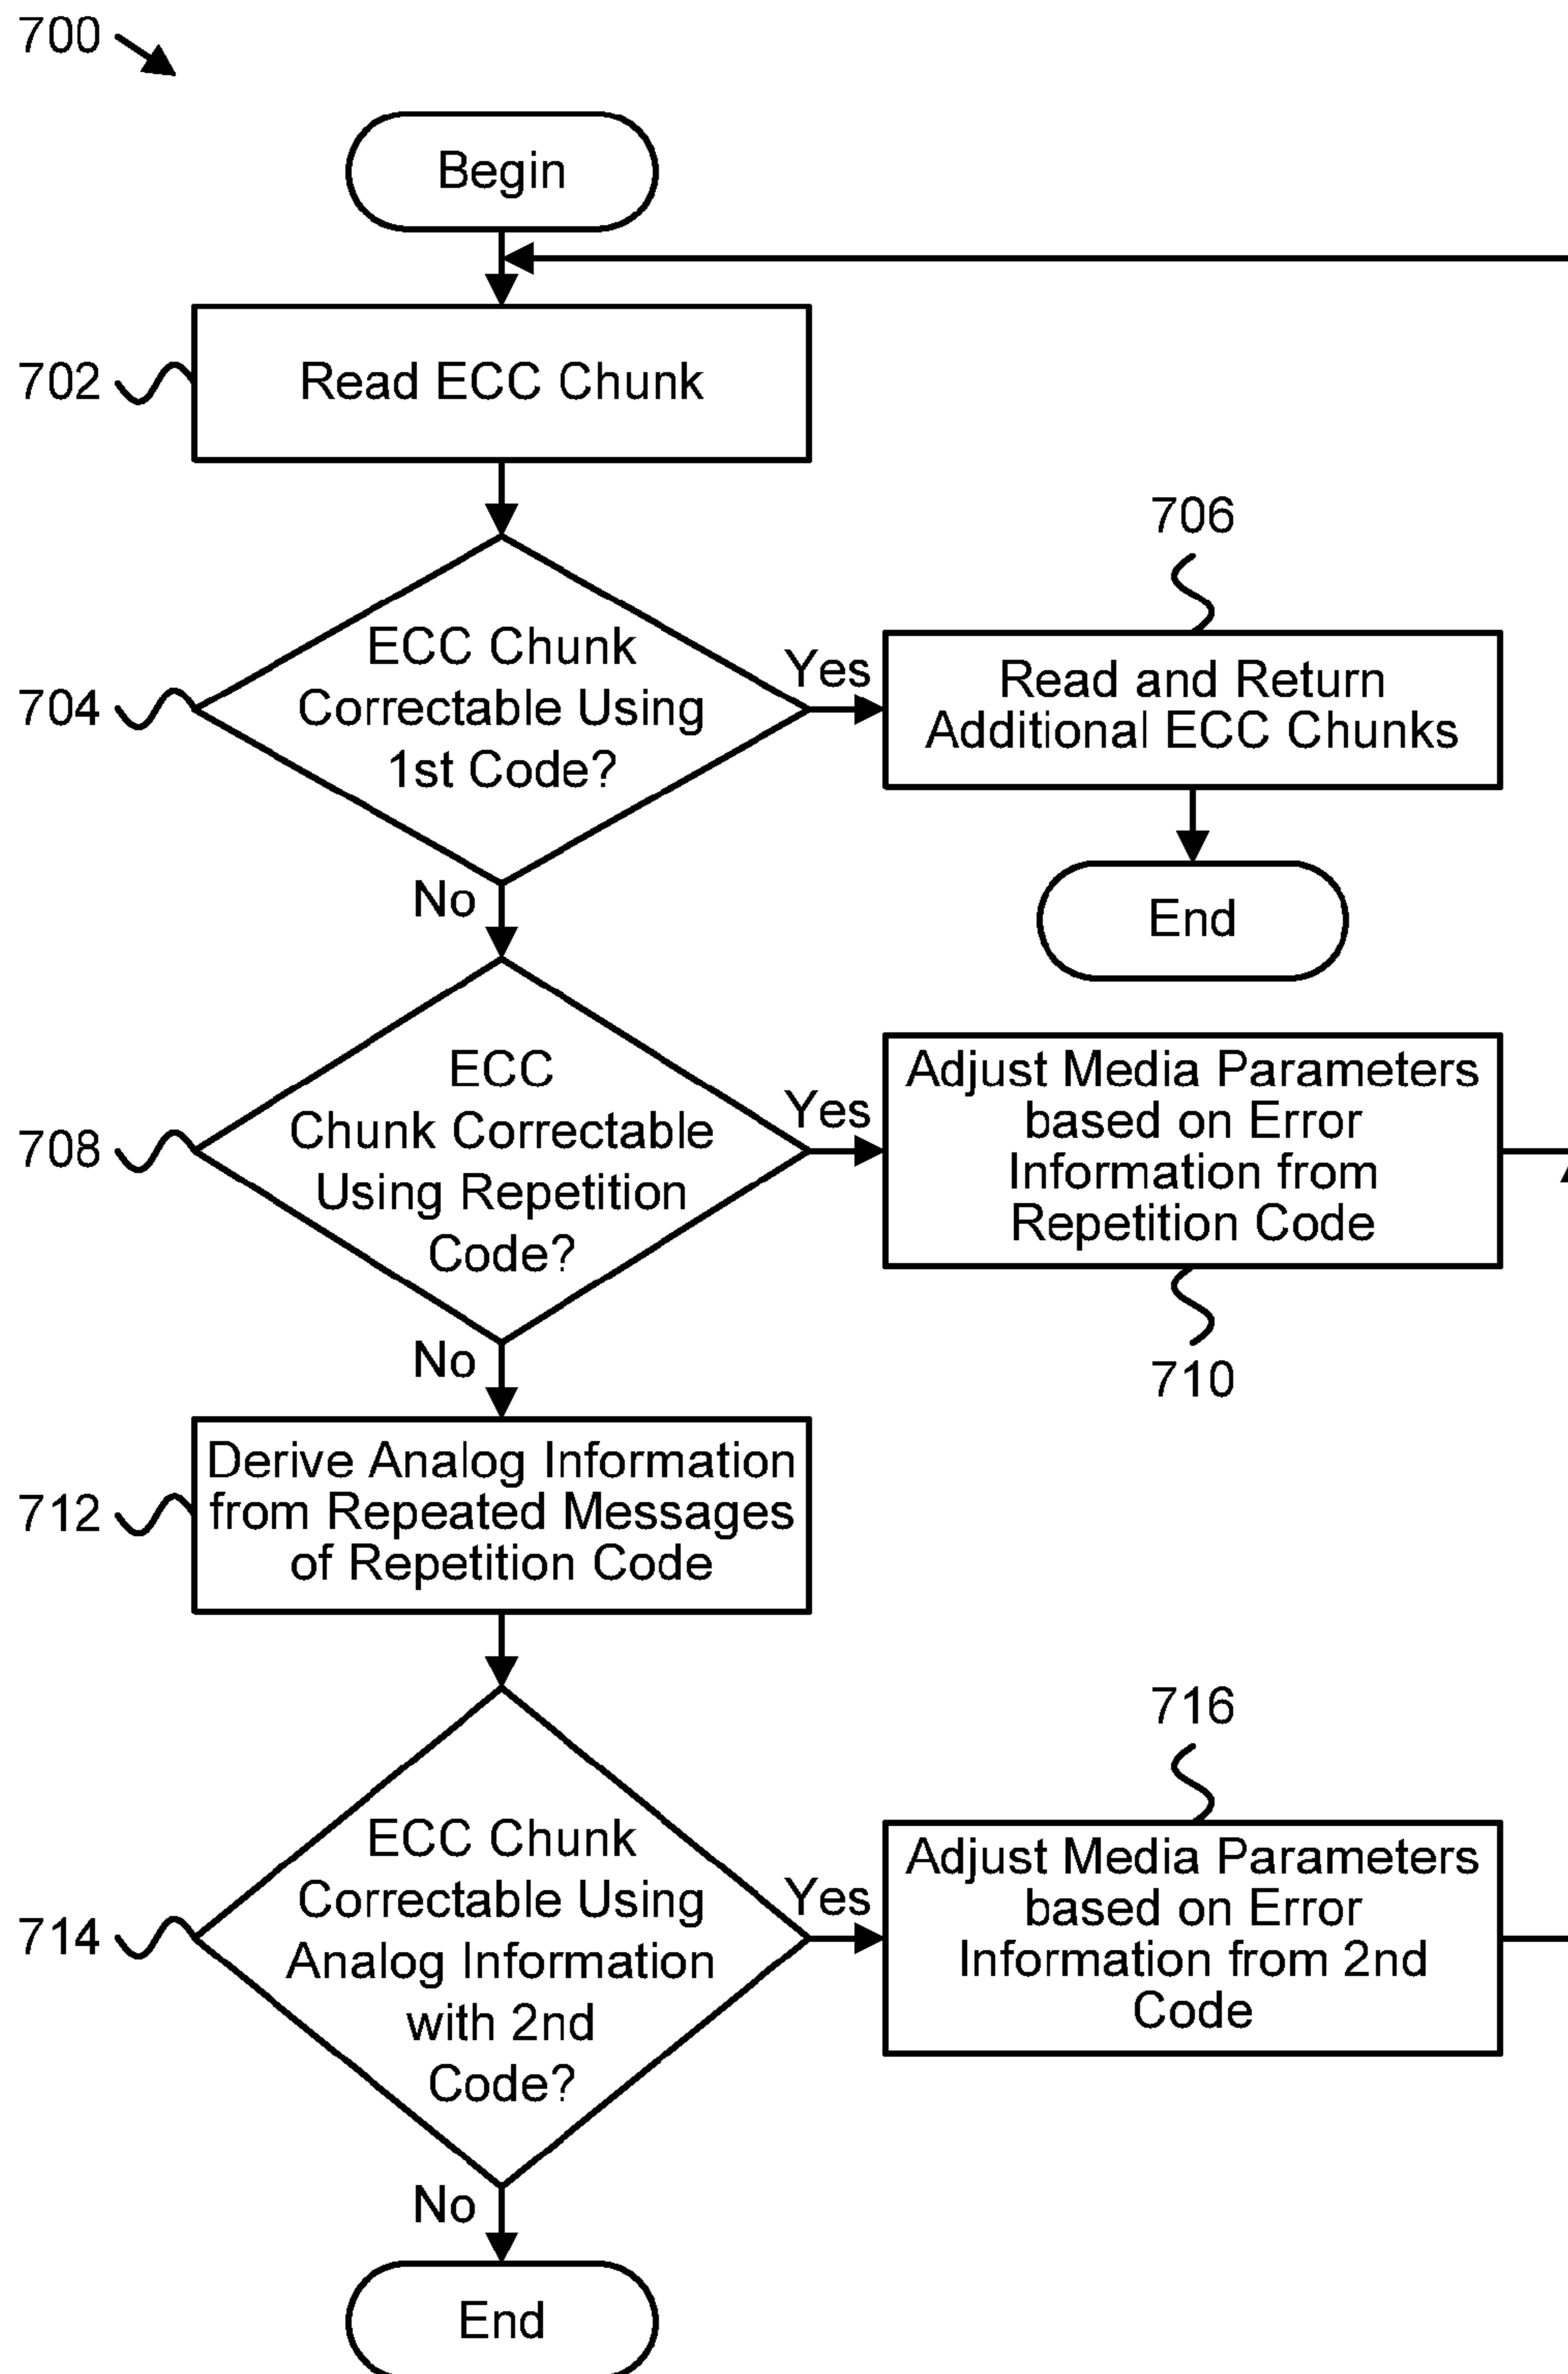 700
Begin
702
Read ECC Chunk
706
704
ECC Chunk
Correctable Using
1st Code?
Yes
Read and Return
Additional ECC Chunks
No
End
708
ECC
Chunk Correctable
Using Repetition
Code?
Yes
Adjust Media Parameters
based on Error
Information from
Repetition Code
No
710
712
Derive Analog Information
from Repeated Messages
of Repetition Code
716
714
ECC Chunk
Correctable Using
Analog Information
with 2nd
Code?
Yes
Adjust Media Parameters
based on Error
Information from 2nd
Code
No
End